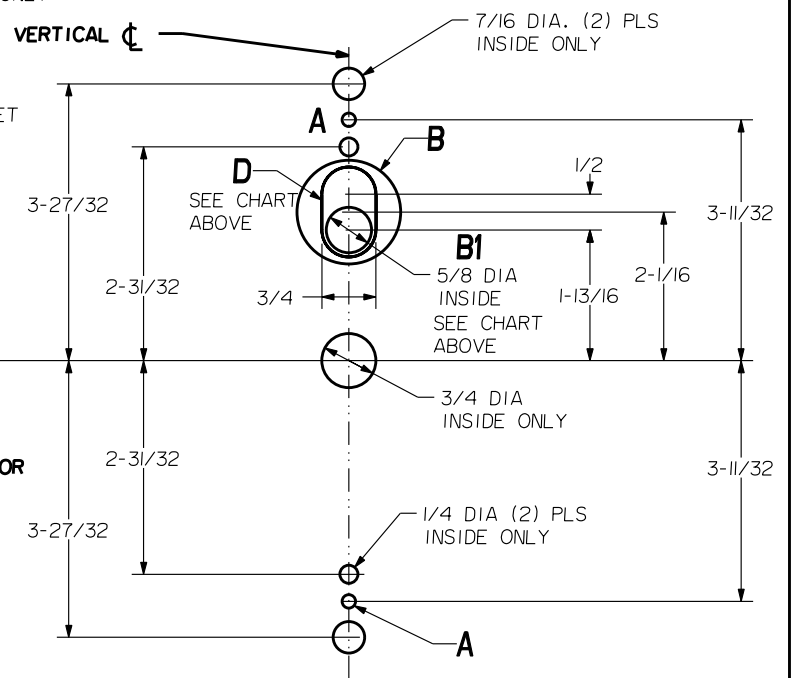 VERTICAL ℄
7/16 DIA. (2) PLS
INSIDE ONLY
ET
A
B
D
SEE CHART
ABOVE
1/2
3-27/32
3-11/32
B1
5/8 DIA
INSIDE
SEE CHART
ABOVE
2-1/16
2-31/32
3/4
1-13/16
3/4 DIA
INSIDE ONLY
OR
2-31/32
3-11/32
3-27/32
1/4 DIA (2) PLS
INSIDE ONLY
A